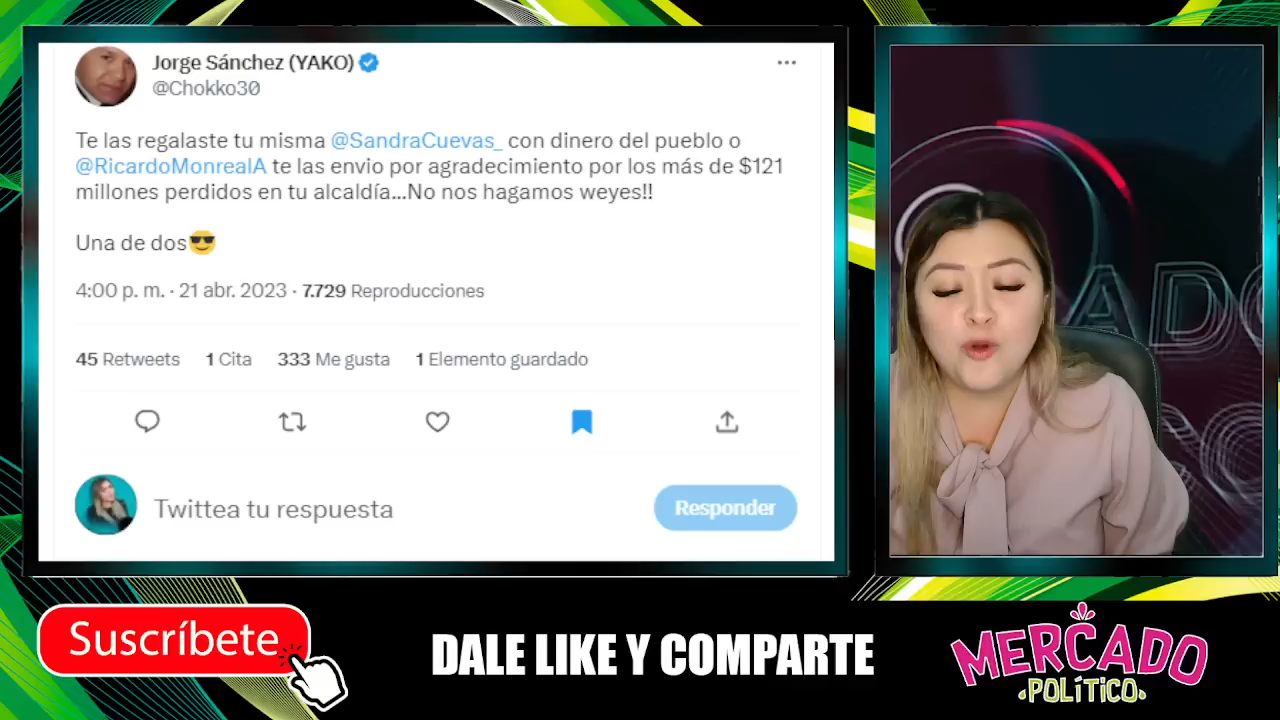 Jorge Sánchez (YAKO)
@Chokko30
Te las regalaste tu misma @SandraCuevas_ con dinero del pueblo o
@RicardoMonrealA te las envio por agradecimiento por los más de $121
millones perdidos en tu alcaldía...No nos hagamos weyes!!
Una de dos😎
4:00 p. m. · 21 abr. 2023 · 7.729 Reproducciones
45 Retweets 1 Cita 333 Me gusta 1 Elemento guardado
Twittea tu respuesta
Responder
Suscríbete
DALE LIKE Y COMPARTE
MERCADO
POLÍTICO